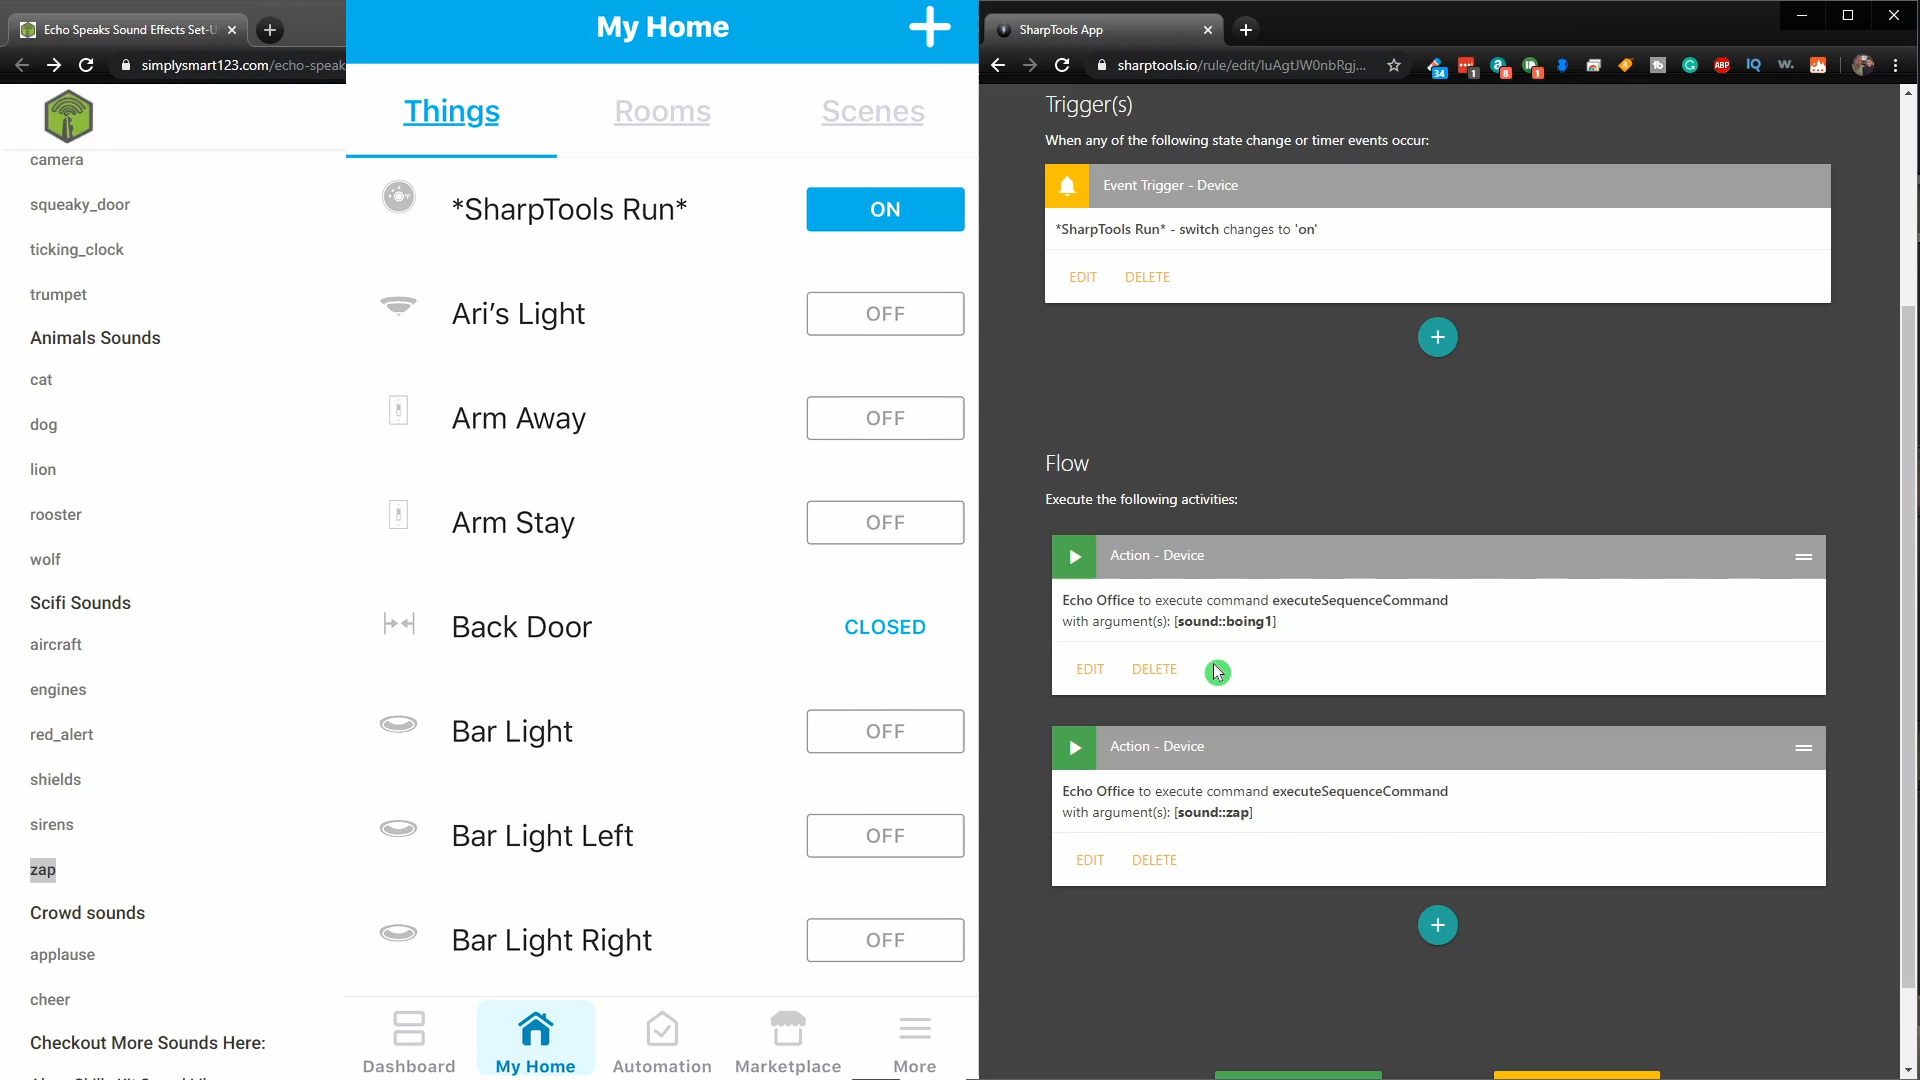 Echo Speaks Sound Effects Set-U
simplysmart123.com/echo-speak
camera
squeaky_door
ticking_clock
trumpet
Animals Sounds
cat
dog
lion
rooster
wolf
Scifi Sounds
aircraft
engines
red_alert
shields
sirens
zap
Crowd sounds
applause
cheer
Checkout More Sounds Here:
My Home
Things
Rooms
Scenes
*SharpTools Run*
ON
Ari's Light
OFF
Arm Away
OFF
Arm Stay
OFF
Back Door
CLOSED
Bar Light
OFF
Bar Light Left
OFF
Bar Light Right
OFF
Dashboard
My Home
Automation
Marketplace
More
SharpTools App
sharptools.io/rule/edit/IuAgtJW0nbRgj...
34
1
8
1
ABP
IQ
w.
Trigger(s)
When any of the following state change or timer events occur:
Event Trigger - Device
*SharpTools Run* - switch changes to 'on'
EDIT DELETE
Flow
Execute the following activities:
Action - Device
Echo Office to execute command executeSequenceCommand
with argument(s): [sound::boing1]
EDIT DELETE
Action - Device
Echo Office to execute command executeSequenceCommand
with argument(s): [sound::zap]
EDIT DELETE